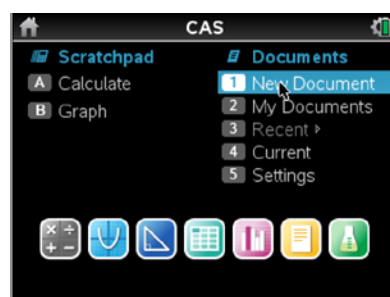 CAS
Scratchpad
A Calculate
B Graph
Documents
1 New Document
2 My Documents
3 Recent ▸
4 Current
5 Settings